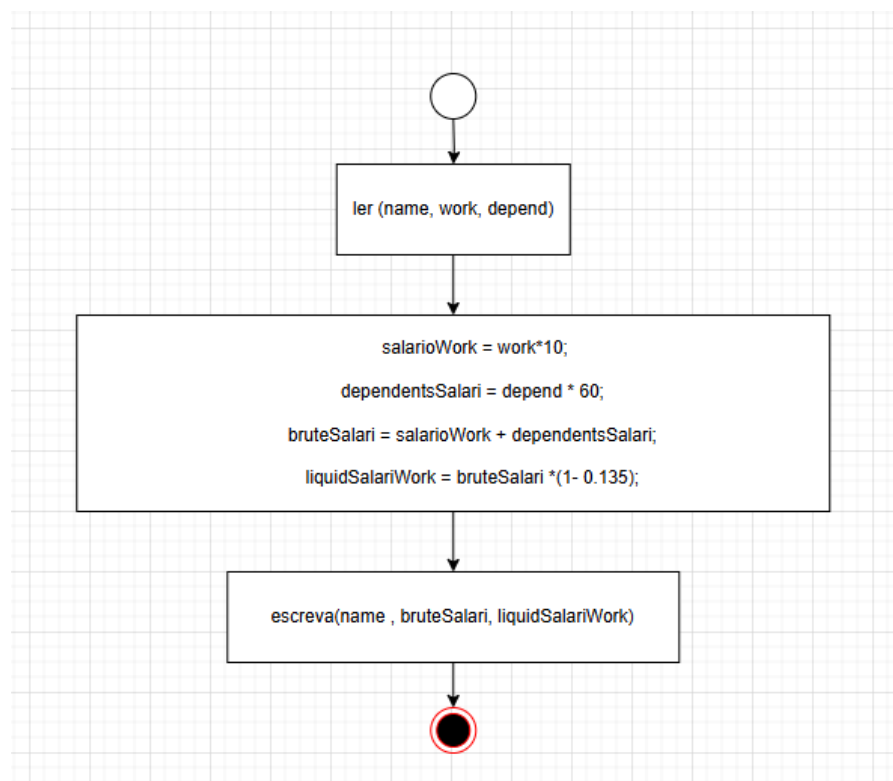 ler (name, work, depend)
salarioWork = work*10;
dependentsSalari = depend * 60;
bruteSalari = salarioWork + dependentsSalari;
liquidSalariWork = bruteSalari *(1- 0.135);
escreva(name , bruteSalari, liquidSalariWork)